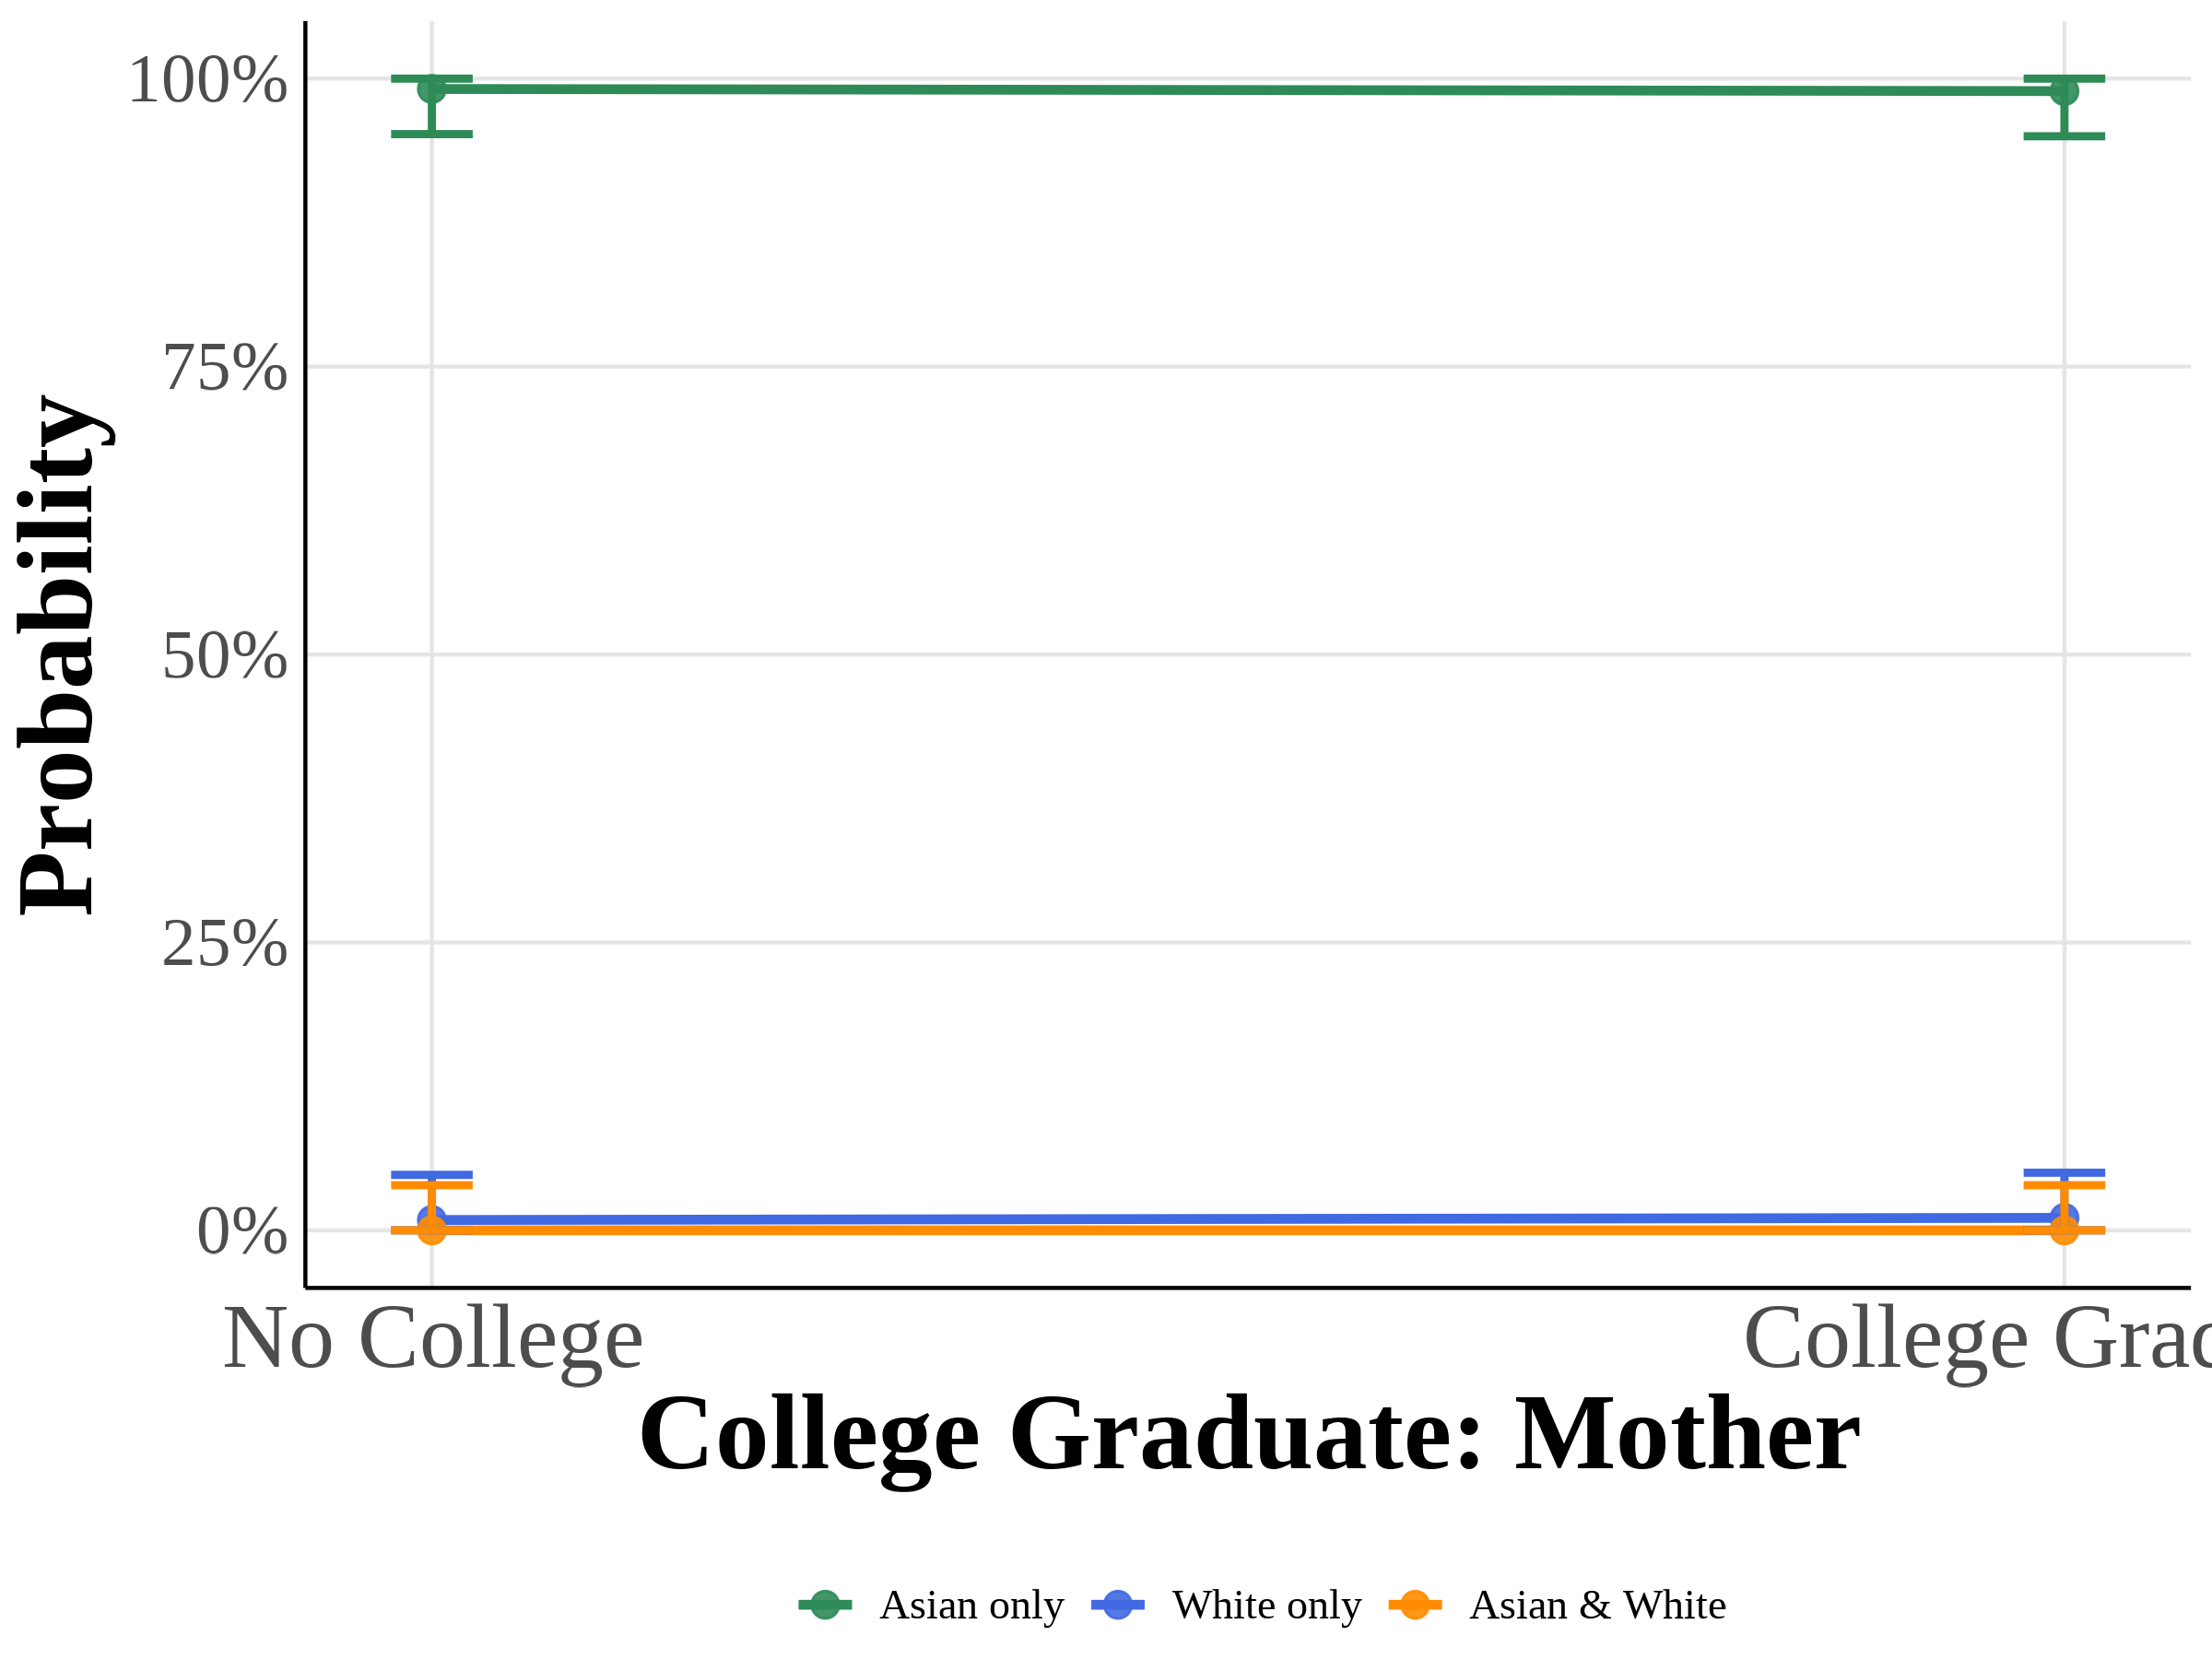 Probability
100%
75%
50%
25%
0%
No College
College Grad
College Graduate: Mother
Asian only
White only
Asian & White